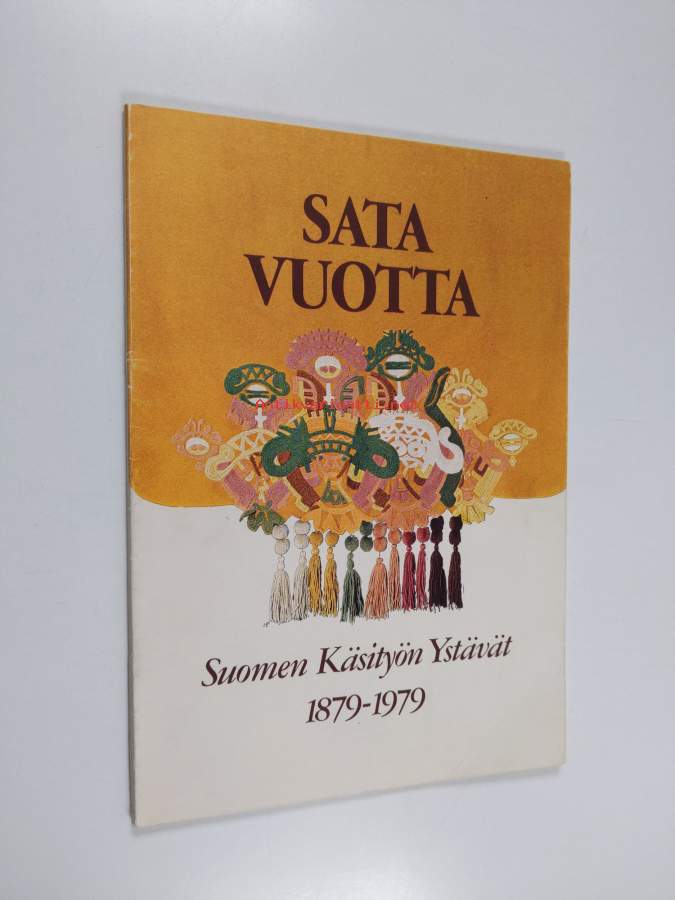 SATA
VUOTTA
Suomen Käsityön Ystävät
1879-1979